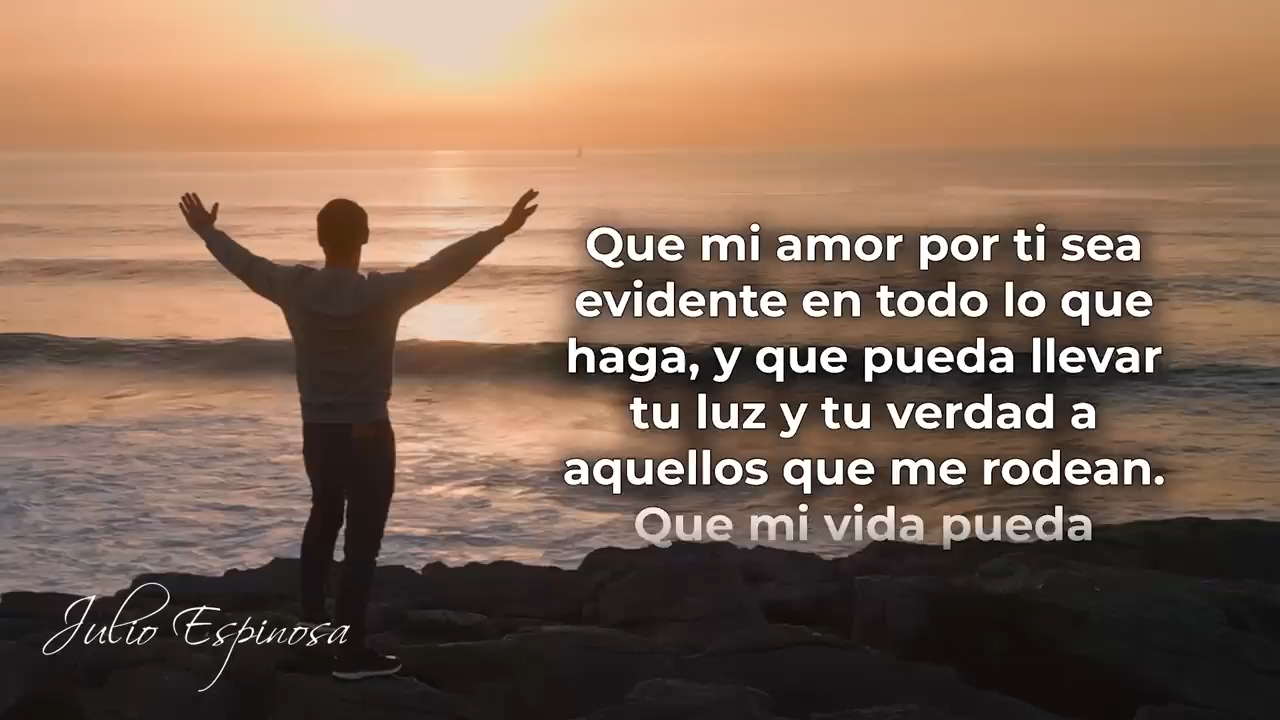 Que mi amor por ti sea
evidente en todo lo que
haga, y que pueda llevar
tu luz y tu verdad a
aquellos que me rodean.
Que mi vida pueda
Julio Espinosa